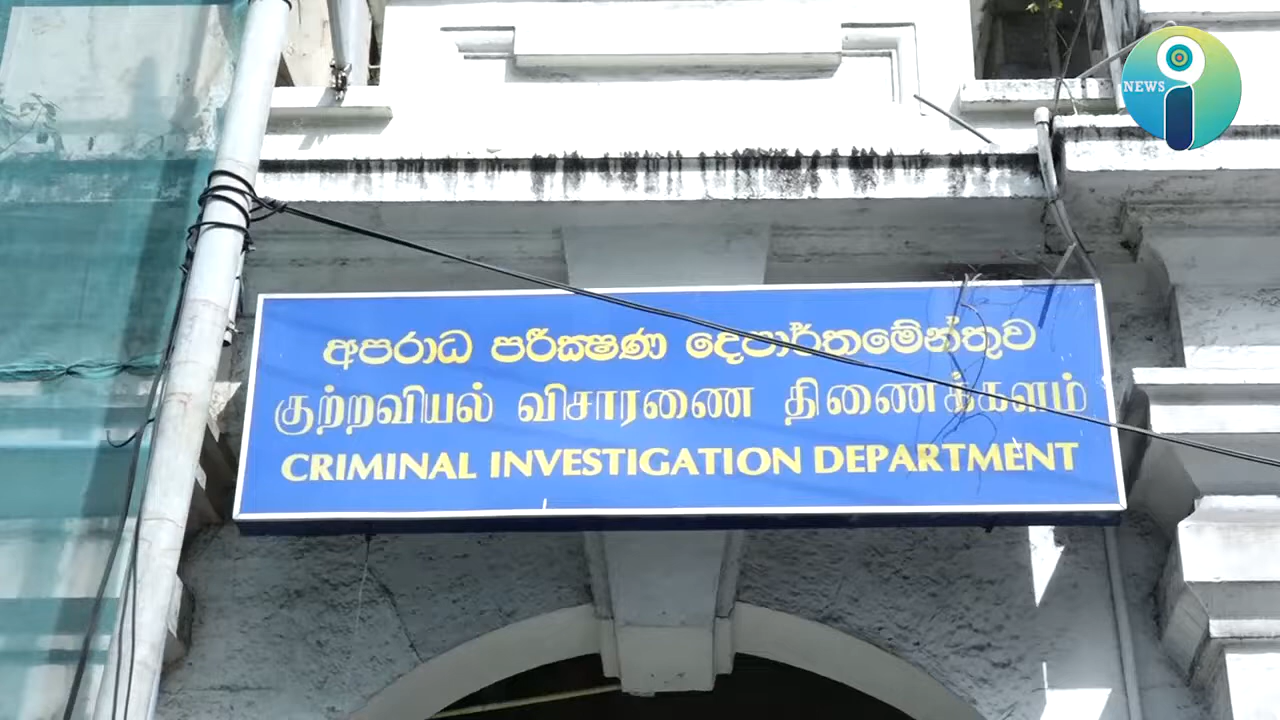 NEWS
අපරාධ පරීක්ෂණ දෙපාර්තමේන්තුව
குற்றவியல் விசாரணை திணைக்களம்
CRIMINAL INVESTIGATION DEPARTMENT